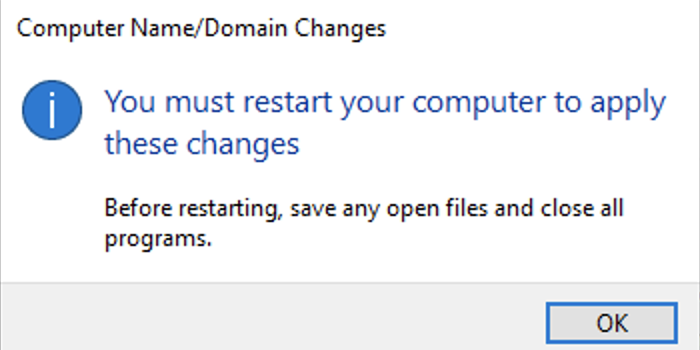 Computer Name/Domain Changes
You must restart your computer to apply
these changes
Before restarting, save any open files and close all
programs.
OK